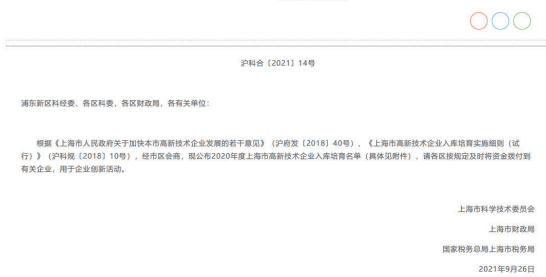 沪科合〔2021〕14号
浦东新区科经委，各区科委，各区财政局，各有关单位：
根据《上海市人民政府关于加快本市高新技术企业发展的若干意见》（沪府发〔2018〕40号）、《上海市高新技术企业入库培育实施细则（试
行）》（沪科规〔2018〕10号），经市区会商，现公布2020年度上海市高新技术企业入库培育名单（具体见附件），请各区按规定及时将资金拨付到
有关企业，用于企业创新活动。
上海市科学技术委员会
上海市财政局
国家税务总局上海市税务局
2021年9月26日